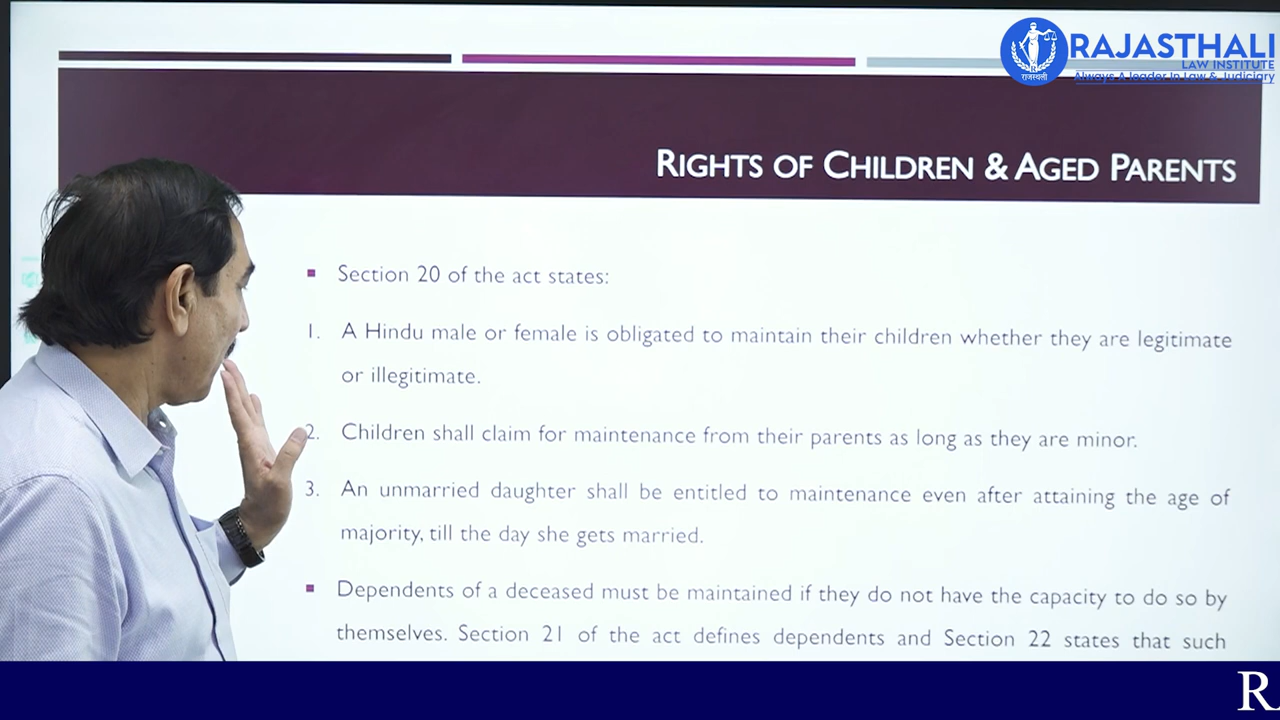 RAJASTHALI
LAW INSTITUTE
Always A leader In Law & Judiciary
राजस्थली
RIGHTS OF CHILDREN & AGED PARENTS
▪ Section 20 of the act states:
1. A Hindu male or female is obligated to maintain their children whether they are legitimate
or illegitimate.
2. Children shall claim for maintenance from their parents as long as they are minor.
3. An unmarried daughter shall be entitled to maintenance even after attaining the age of
majority, till the day she gets married.
▪ Dependents of a deceased must be maintained if they do not have the capacity to do so by
themselves. Section 21 of the act defines dependents and Section 22 states that such
R